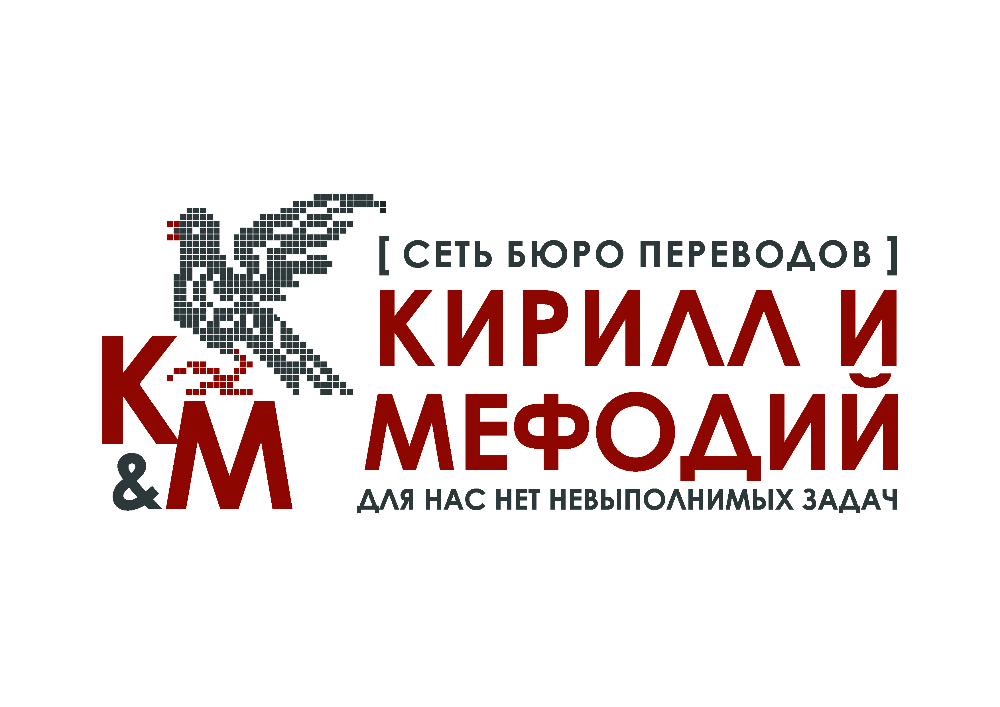 [ СЕТЬ БЮРО ПЕРЕВОДОВ ]
КИРИЛЛ И
МЕФОДИЙ
ДЛЯ НАС НЕТ НЕВЫПОЛНИМЫХ ЗАДАЧ
К
&М